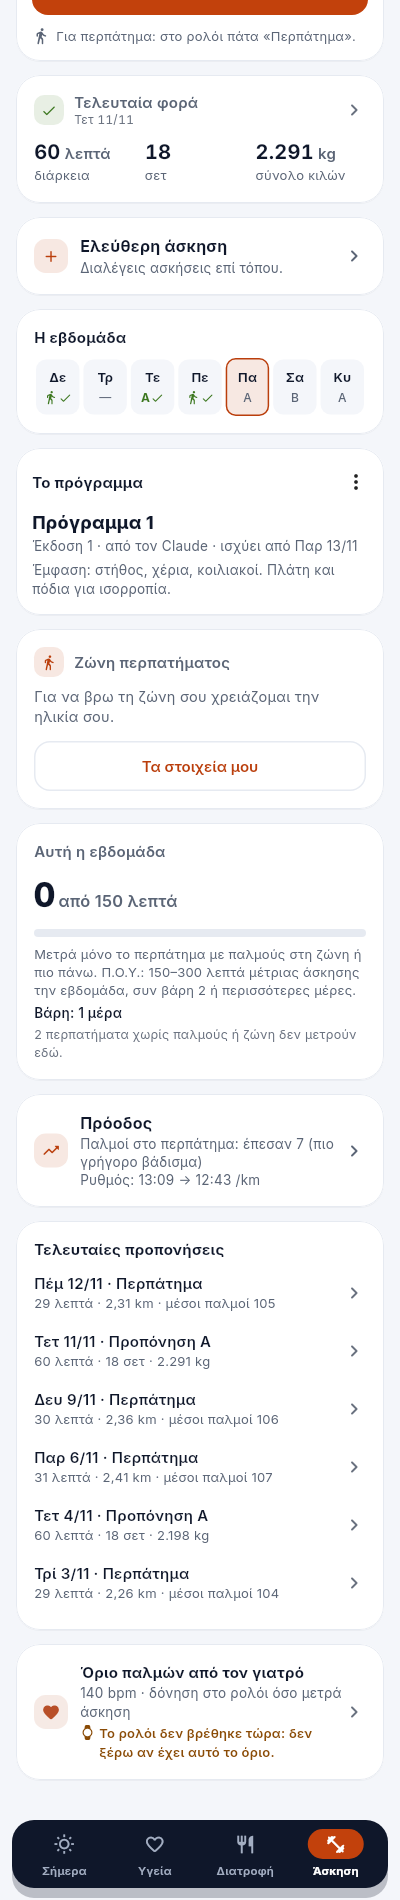 Για περπάτημα: στο ρολόι πάτα «Περπάτημα».
Τελευταία φορά
Τετ 11/11
60 λεπτά 18 2.291 kg
διάρκεια σετ σύνολο κιλών
Ελεύθερη άσκηση
Διαλέγεις ασκήσεις επί τόπου.
Η εβδομάδα
Δε Τρ Τε Πε Πα Σα Κυ
— A A B A
Το πρόγραμμα
Πρόγραμμα 1
Έκδοση 1 · από τον Claude · ισχύει από Παρ 13/11
Έμφαση: στήθος, χέρια, κοιλιακοί. Πλάτη και
πόδια για ισορροπία.
Ζώνη περπατήματος
Για να βρω τη ζώνη σου χρειάζομαι την
ηλικία σου.
Τα στοιχεία μου
Αυτή η εβδομάδα
0 από 150 λεπτά
Μετρά μόνο το περπάτημα με παλμούς στη ζώνη ή
πιο πάνω. Π.Ο.Υ.: 150–300 λεπτά μέτριας άσκησης
την εβδομάδα, συν βάρη 2 ή περισσότερες μέρες.
Βάρη: 1 μέρα
2 περπατήματα χωρίς παλμούς ή ζώνη δεν μετρούν
εδώ.
Πρόοδος
Παλμοί στο περπάτημα: έπεσαν 7 (πιο
γρήγορο βάδισμα)
Ρυθμός: 13:09 → 12:43 /km
Τελευταίες προπονήσεις
Πέμ 12/11 · Περπάτημα
29 λεπτά · 2,31 km · μέσοι παλμοί 105
Τετ 11/11 · Προπόνηση A
60 λεπτά · 18 σετ · 2.291 kg
Δευ 9/11 · Περπάτημα
30 λεπτά · 2,36 km · μέσοι παλμοί 106
Παρ 6/11 · Περπάτημα
31 λεπτά · 2,41 km · μέσοι παλμοί 107
Τετ 4/11 · Προπόνηση A
60 λεπτά · 18 σετ · 2.198 kg
Τρί 3/11 · Περπάτημα
29 λεπτά · 2,26 km · μέσοι παλμοί 104
Όριο παλμών από τον γιατρό
140 bpm · δόνηση στο ρολόι όσο μετρά
άσκηση
Το ρολόι δεν βρέθηκε τώρα: δεν
ξέρω αν έχει αυτό το όριο.
Σήμερα Υγεία Διατροφή Άσκηση